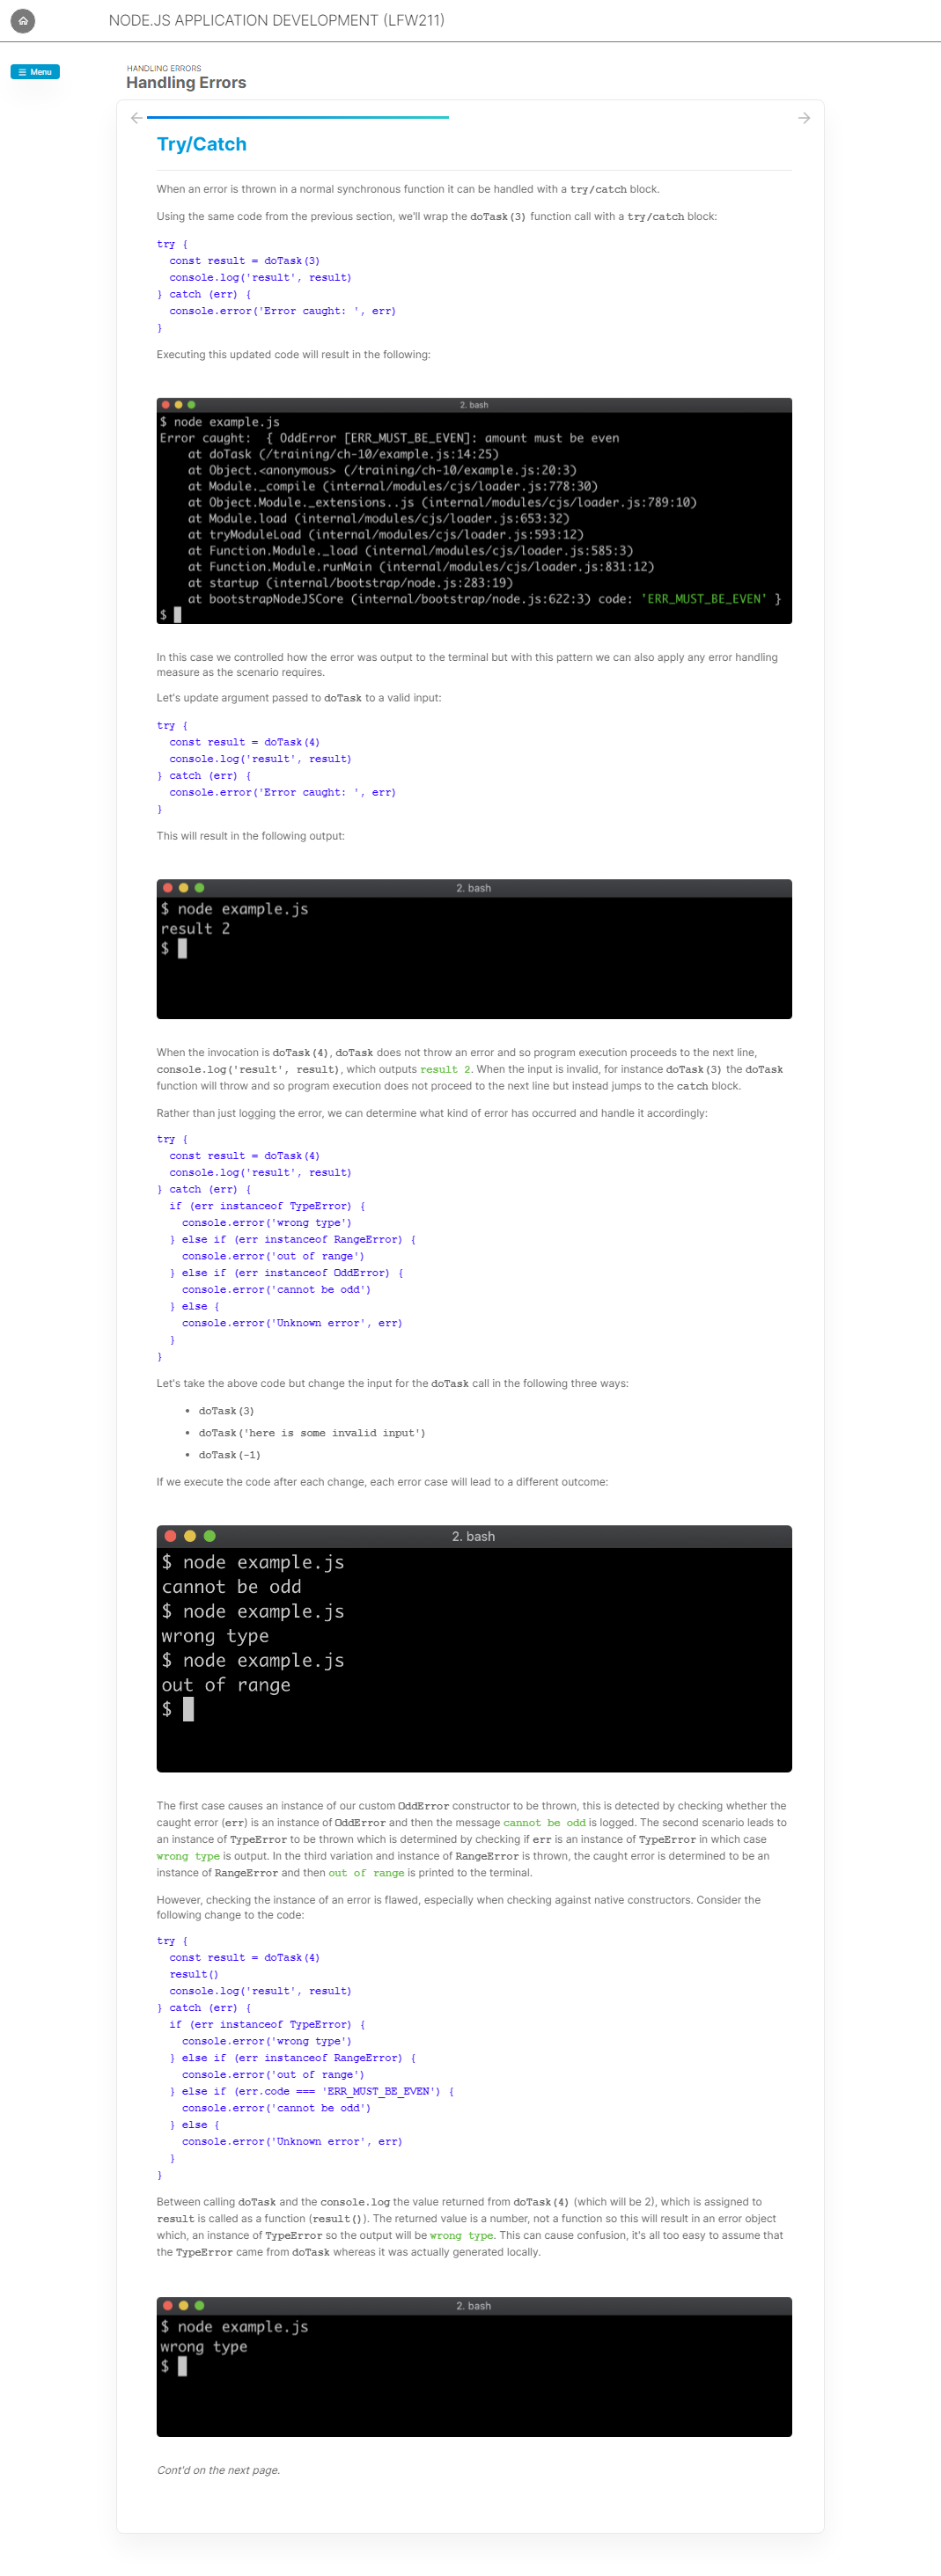 NODE.JS APPLICATION DEVELOPMENT (LFW211)
Menu
HANDLING ERRORS
Handling Errors
Try/Catch
When an error is thrown in a normal synchronous function it can be handled with a try/catch block.
Using the same code from the previous section, we'll wrap the doTask(3) function call with a try/catch block:
try {
  const result = doTask(3)
  console.log('result', result)
} catch (err) {
  console.error('Error caught: ', err)
}
Executing this updated code will result in the following:
2. bash
$ node example.js
Error caught:  { OddError [ERR_MUST_BE_EVEN]: amount must be even
    at doTask (/training/ch-10/example.js:14:25)
    at Object.<anonymous> (/training/ch-10/example.js:20:3)
    at Module._compile (internal/modules/cjs/loader.js:778:30)
    at Object.Module._extensions..js (internal/modules/cjs/loader.js:789:10)
    at Module.load (internal/modules/cjs/loader.js:653:32)
    at tryModuleLoad (internal/modules/cjs/loader.js:593:12)
    at Function.Module._load (internal/modules/cjs/loader.js:585:3)
    at Function.Module.runMain (internal/modules/cjs/loader.js:831:12)
    at startup (internal/bootstrap/node.js:283:19)
    at bootstrapNodeJSCore (internal/bootstrap/node.js:622:3) code: 'ERR_MUST_BE_EVEN' }
$
In this case we controlled how the error was output to the terminal but with this pattern we can also apply any error handling
measure as the scenario requires.
Let's update argument passed to doTask to a valid input:
try {
  const result = doTask(4)
  console.log('result', result)
} catch (err) {
  console.error('Error caught: ', err)
}
This will result in the following output:
2. bash
$ node example.js
result 2
$
When the invocation is doTask(4), doTask does not throw an error and so program execution proceeds to the next line,
console.log('result', result), which outputs result 2. When the input is invalid, for instance doTask(3) the doTask
function will throw and so program execution does not proceed to the next line but instead jumps to the catch block.
Rather than just logging the error, we can determine what kind of error has occurred and handle it accordingly:
try {
  const result = doTask(4)
  console.log('result', result)
} catch (err) {
  if (err instanceof TypeError) {
    console.error('wrong type')
  } else if (err instanceof RangeError) {
    console.error('out of range')
  } else if (err instanceof OddError) {
    console.error('cannot be odd')
  } else {
    console.error('Unknown error', err)
  }
}
Let's take the above code but change the input for the doTask call in the following three ways:
• doTask(3)
• doTask('here is some invalid input')
• doTask(-1)
If we execute the code after each change, each error case will lead to a different outcome:
2. bash
$ node example.js
cannot be odd
$ node example.js
wrong type
$ node example.js
out of range
$
The first case causes an instance of our custom OddError constructor to be thrown, this is detected by checking whether the
caught error (err) is an instance of OddError and then the message cannot be odd is logged. The second scenario leads to
an instance of TypeError to be thrown which is determined by checking if err is an instance of TypeError in which case
wrong type is output. In the third variation and instance of RangeError is thrown, the caught error is determined to be an
instance of RangeError and then out of range is printed to the terminal.
However, checking the instance of an error is flawed, especially when checking against native constructors. Consider the
following change to the code:
try {
  const result = doTask(4)
  result()
  console.log('result', result)
} catch (err) {
  if (err instanceof TypeError) {
    console.error('wrong type')
  } else if (err instanceof RangeError) {
    console.error('out of range')
  } else if (err.code === 'ERR_MUST_BE_EVEN') {
    console.error('cannot be odd')
  } else {
    console.error('Unknown error', err)
  }
}
Between calling doTask and the console.log the value returned from doTask(4) (which will be 2), which is assigned to
result is called as a function (result()). The returned value is a number, not a function so this will result in an error object
which, an instance of TypeError so the output will be wrong type. This can cause confusion, it's all too easy to assume that
the TypeError came from doTask whereas it was actually generated locally.
2. bash
$ node example.js
wrong type
$
Cont'd on the next page.